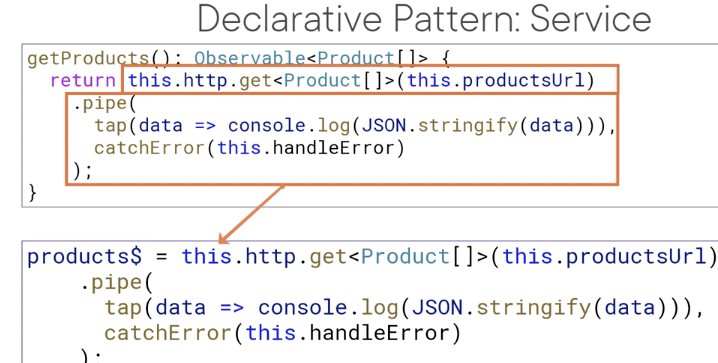 Declarative Pattern: Service
getProducts(): Observable<Product[]> {
return this.http.get<Product[]>(this.productsUrl)
.pipe(
tap(data => console.log(JSON.stringify(data))),
catchError(this.handleError)
);
}
products$ = this.http.get<Product[]>(this.productsUrl)
.pipe(
tap(data => console.log(JSON.stringify(data))),
catchError(this.handleError)
);